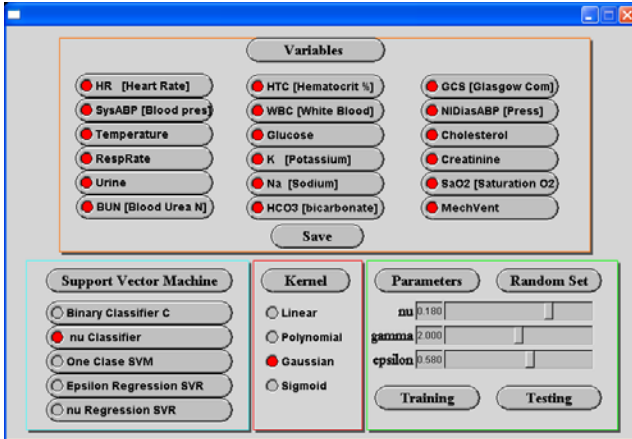 Variables
HR [Heart Rate] HTC [Hematocrit %] GCS [Glasgow Com]
SysABP [Blood pres] WBC [White Blood] NIDiasABP [Press]
Temperature Glucose Cholesterol
RespRate K [Potassium] Creatinine
Urine Na [Sodium] SaO2 [Saturation O2]
BUN [Blood Urea N] HCO3 [bicarbonate] MechVent
Save
Support Vector Machine Kernel Parameters Random Set
Binary Classifier C Linear nu 0.180
nu Classifier Polynomial gamma 2.000
One Clase SVM Gaussian epsilon 0.580
Epsilon Regression SVR Sigmoid
nu Regression SVR Training Testing